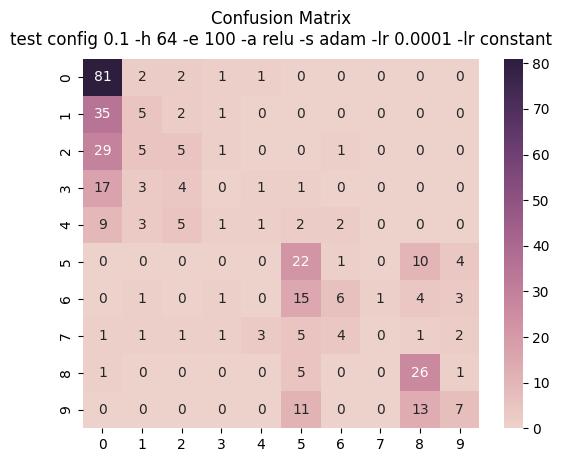 Confusion Matrix
test config 0.1 -h 64 -e 100 -a relu -s adam -lr 0.0001 -lr constant
0 81 2 2 1 1 0 0 0 0 0
1 35 5 2 1 0 0 0 0 0 0
2 29 5 5 1 0 0 1 0 0 0
3 17 3 4 0 1 1 0 0 0 0
4 9 3 5 1 1 2 2 0 0 0
5 0 0 0 0 0 22 1 0 10 4
6 0 1 0 1 0 15 6 1 4 3
7 1 1 1 1 3 5 4 0 1 2
8 1 0 0 0 0 5 0 0 26 1
9 0 0 0 0 0 11 0 0 13 7
0 1 2 3 4 5 6 7 8 9
80
70
60
50
40
30
20
10
0